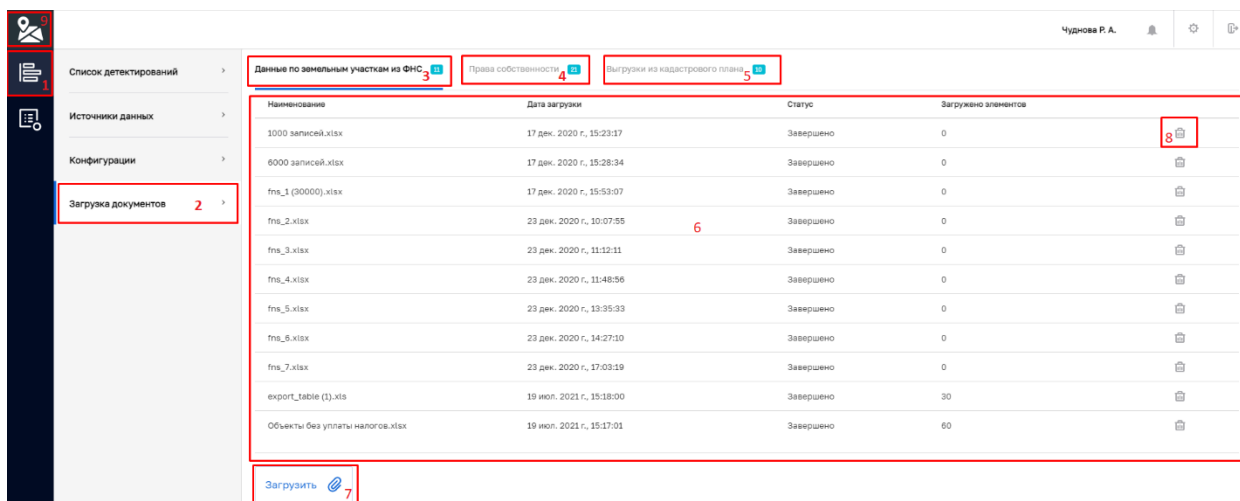 9
Чуднова Р. А.
1
Список детектирований
Источники данных
Конфигурации
Загрузка документов 2
Данные по земельным участкам из ФНС 11 3
Права собственности 21 4
Выгрузки из кадастрового плана 10 5
Наименование Дата загрузки Статус Загружено элементов
1000 записей.xlsx 17 дек. 2020 г., 15:23:17 Завершено 0 8
6000 записей.xlsx 17 дек. 2020 г., 15:28:34 Завершено 0
fns_1 (30000).xlsx 17 дек. 2020 г., 15:53:07 Завершено 0
fns_2.xlsx 23 дек. 2020 г., 10:07:55 Завершено 0
6
fns_3.xlsx 23 дек. 2020 г., 11:12:11 Завершено 0
fns_4.xlsx 23 дек. 2020 г., 11:48:56 Завершено 0
fns_5.xlsx 23 дек. 2020 г., 13:35:33 Завершено 0
fns_6.xlsx 23 дек. 2020 г., 14:27:10 Завершено 0
fns_7.xlsx 23 дек. 2020 г., 17:03:19 Завершено 0
export_table (1).xls 19 июл. 2021 г., 15:18:00 Завершено 30
Объекты без уплаты налогов.xlsx 19 июл. 2021 г., 15:17:01 Завершено 60
Загрузить 7